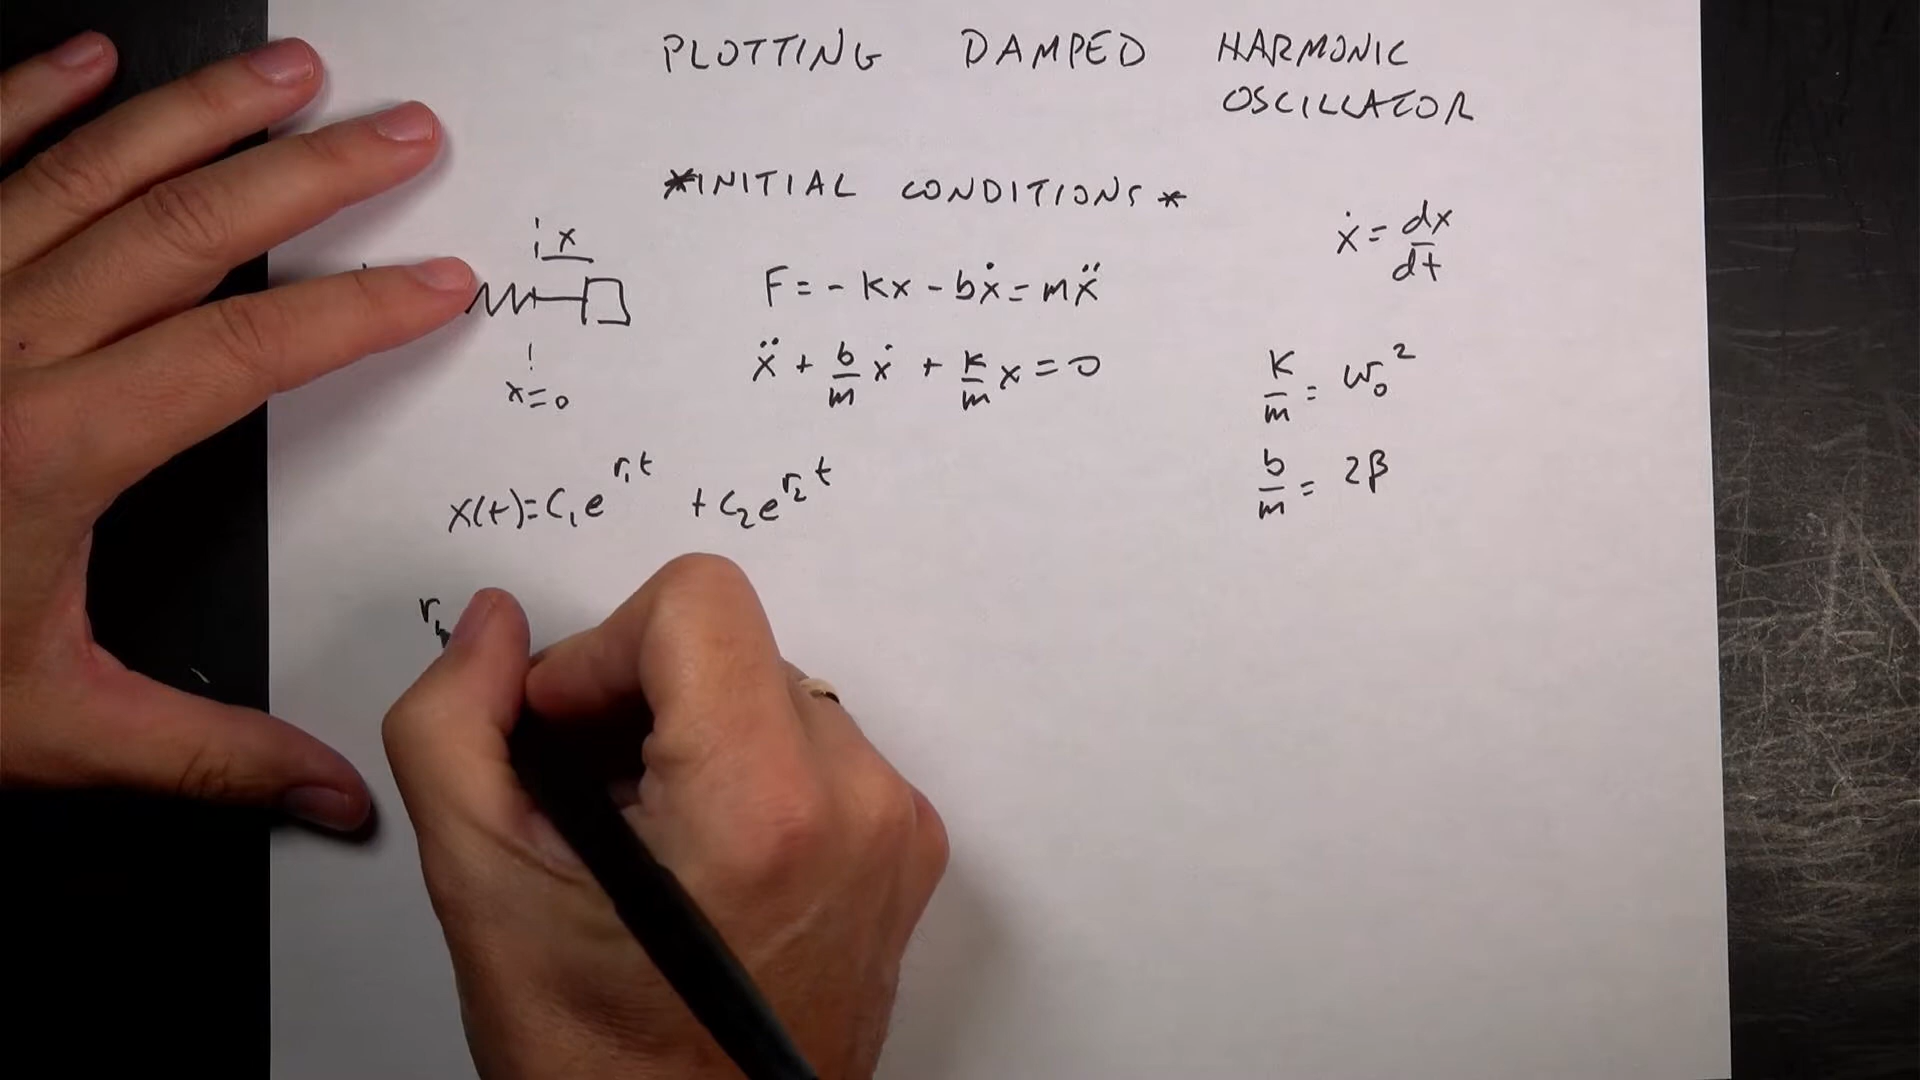 PLOTTING DAMPED HARMONIC
OSCILLATOR
*INITIAL CONDITIONS*
x
x=0
F = - kx - bẋ = mẍ
ẍ + b/m ẋ + k/m x = 0
ẋ = dx/dt
k/m = ω₀²
b/m = 2β
x(t) = C₁e^{r₁t} + C₂e^{r₂t}
r₁